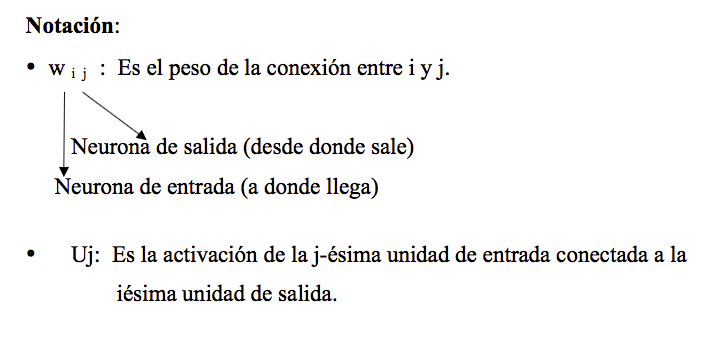 Notación:
• w i j : Es el peso de la conexión entre i y j.
Neurona de salida (desde donde sale)
Neurona de entrada (a donde llega)
• Uj: Es la activación de la j-ésima unidad de entrada conectada a la
iésima unidad de salida.